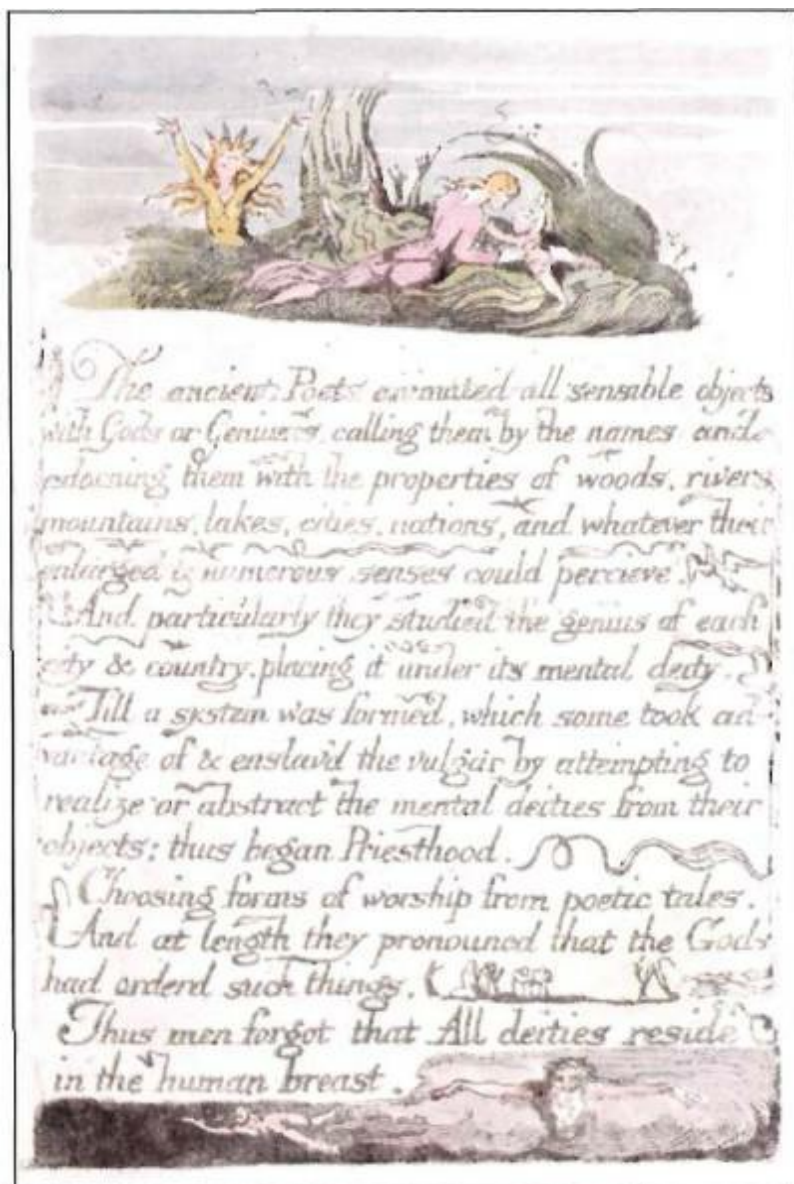 The ancient Poets animated all sensible objects
with Gods or Geniuses, calling them by the names and
adorning them with the properties of woods, rivers,
mountains, lakes, cities, nations, and whatever their
enlarged & numerous senses could percieve.
And particularly they studied the genius of each
city & country. placing it under its mental deity.
Till a system was formed, which some took ad-
vantage of & enslav'd the vulgar by attempting to
realize or abstract the mental deities from their
objects: thus began Priesthood.
Choosing forms of worship from poetic tales.
And at length they pronounced that the Gods
had orderd such things.
Thus men forgot that All deities reside
in the human breast.